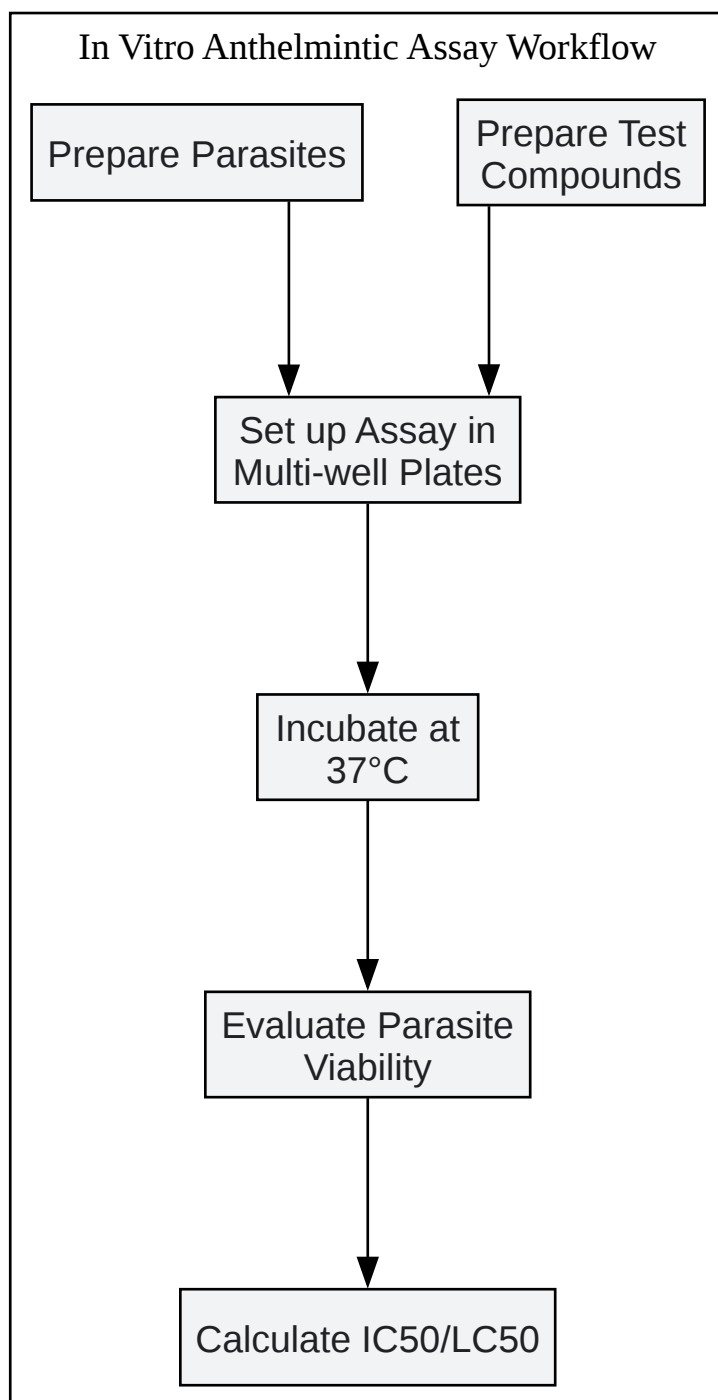 In Vitro Anthelmintic Assay Workflow
Prepare Parasites
Prepare Test
Compounds
Set up Assay in
Multi-well Plates
Incubate at
37°C
Evaluate Parasite
Viability
Calculate IC50/LC50